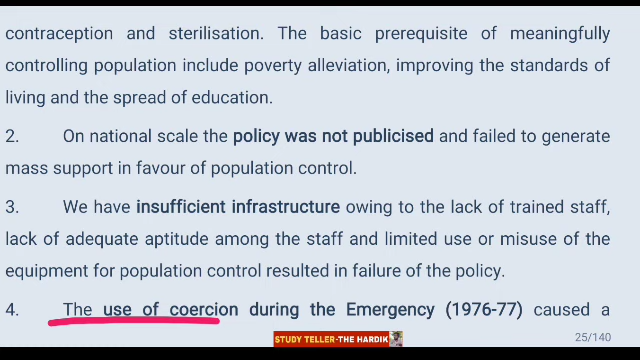 contraception and sterilisation. The basic prerequisite of meaningfully
controlling population include poverty alleviation, improving the standards of
living and the spread of education.
2. On national scale the policy was not publicised and failed to generate
mass support in favour of population control.
3. We have insufficient infrastructure owing to the lack of trained staff,
lack of adequate aptitude among the staff and limited use or misuse of the
equipment for population control resulted in failure of the policy.
4. The use of coercion during the Emergency (1976-77) caused a
STUDY TELLER-THE HARDIK
25/140